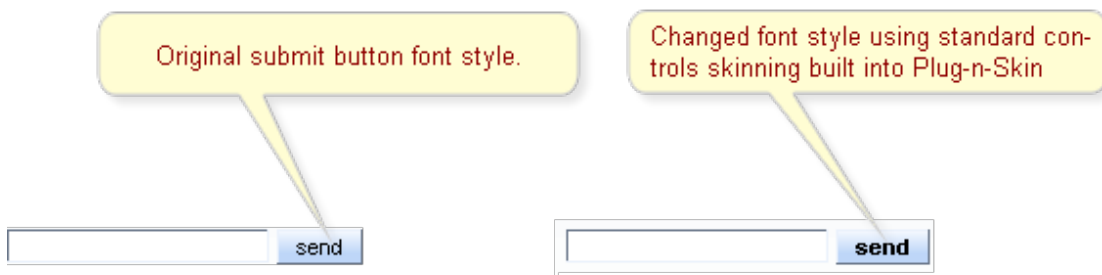 Original submit button font style.
Changed font style using standard con-
trols skinning built into Plug-n-Skin
send
send